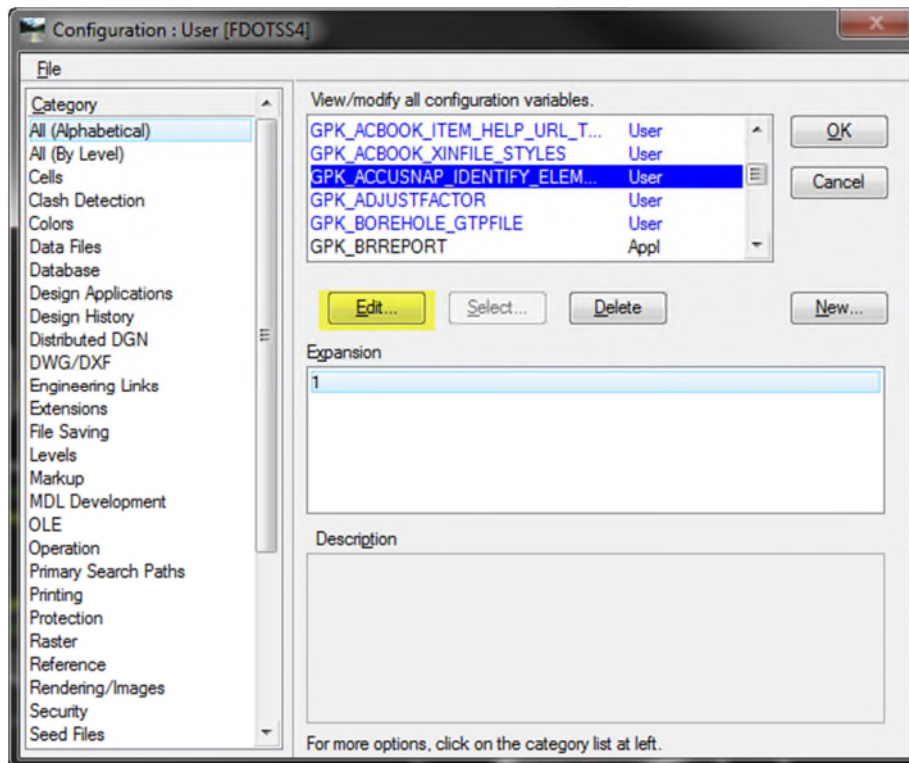 Configuration : User [FDOTSS4]
File
Category
All (Alphabetical)
All (By Level)
Cells
Clash Detection
Colors
Data Files
Database
Design Applications
Design History
Distributed DGN
DWG/DXF
Engineering Links
Extensions
File Saving
Levels
Markup
MDL Development
OLE
Operation
Primary Search Paths
Printing
Protection
Raster
Reference
Rendering/Images
Security
Seed Files
View/modify all configuration variables.
GPK_ACBOOK_ITEM_HELP_URL_T... User
GPK_ACBOOK_XINFILE_STYLES User
GPK_ACCUSNAP_IDENTIFY_ELEM... User
GPK_ADJUSTFACTOR User
GPK_BOREHOLE_GTPFILE User
GPK_BRREPORT Appl
OK
Cancel
Edit... Select... Delete New...
Expansion
1
Description
For more options, click on the category list at left.